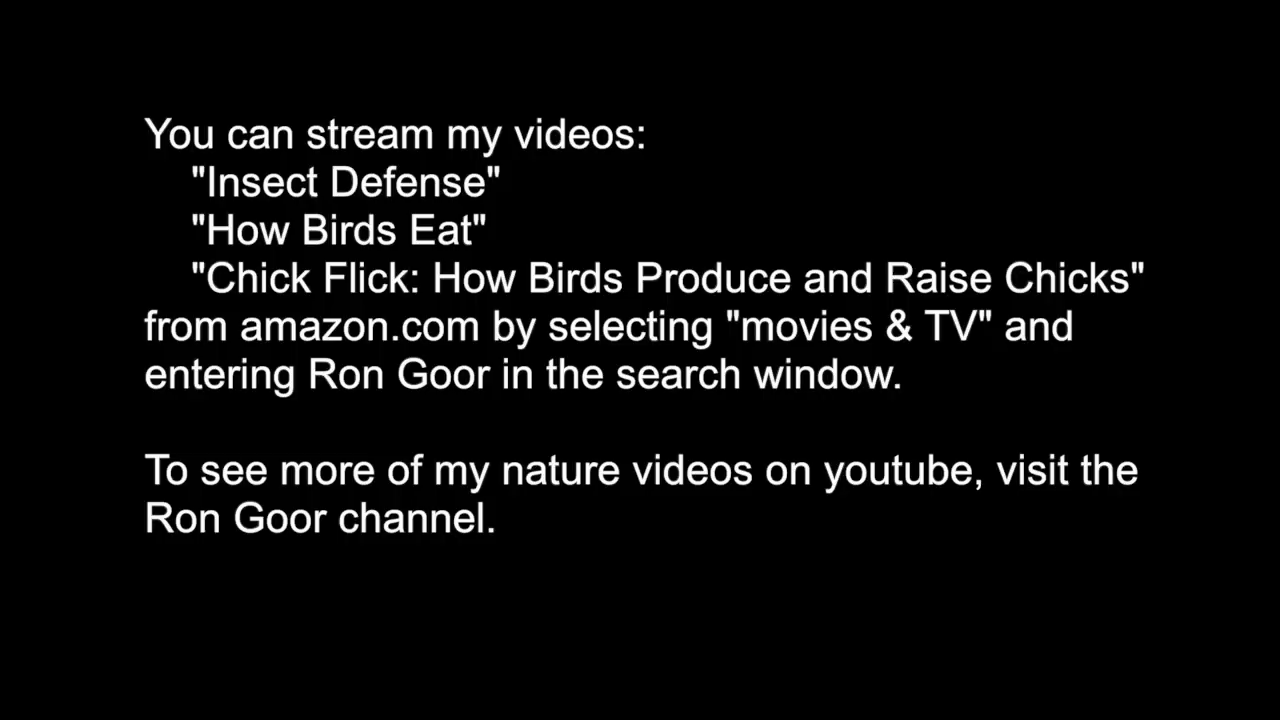 You can stream my videos:
"Insect Defense"
"How Birds Eat"
"Chick Flick: How Birds Produce and Raise Chicks"
from amazon.com by selecting "movies & TV" and
entering Ron Goor in the search window.
To see more of my nature videos on youtube, visit the
Ron Goor channel.